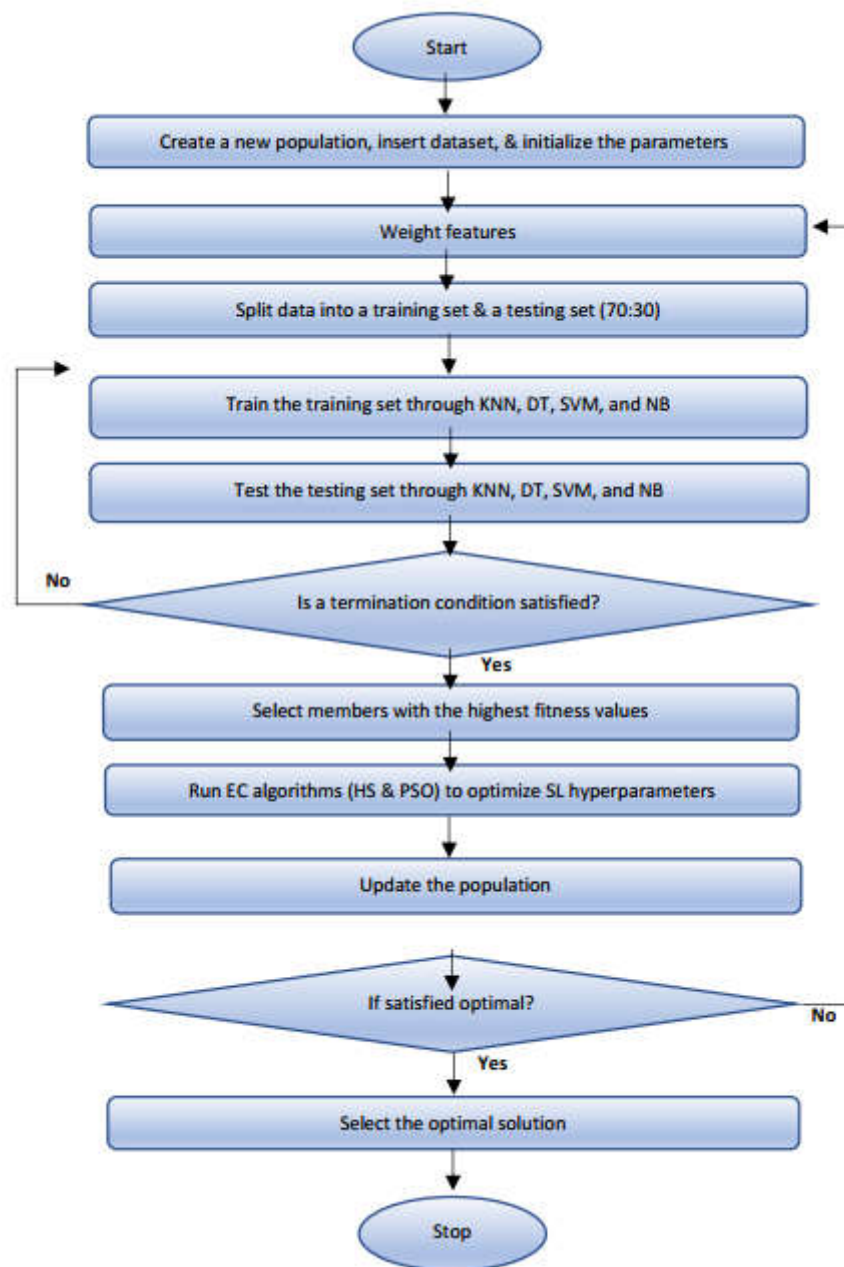 Start
Create a new population, insert dataset, & initialize the parameters
Weight features
Split data into a training set & a testing set (70:30)
Train the training set through KNN, DT, SVM, and NB
Test the testing set through KNN, DT, SVM, and NB
No
Is a termination condition satisfied?
Yes
Select members with the highest fitness values
Run EC algorithms (HS & PSO) to optimize SL hyperparameters
Update the population
If satisfied optimal?
No
Yes
Select the optimal solution
Stop